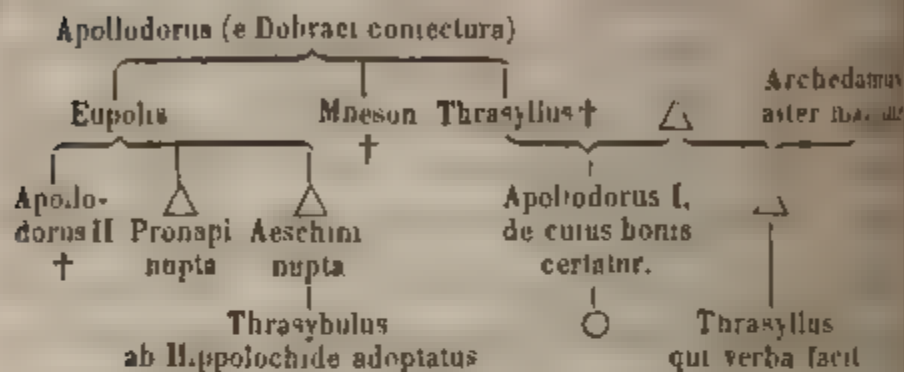 Apollodorus (e Dobraei coniectura)
Archedamus
Eupolis Mneson Thrasyllus † △ alter
†
Apollo- △ △ Apollodorus I, △
dorus II Pronapi Aeschini de cuius bonis
† nupta nupta certatur.
Thrasybulus ○ Thrasyllus
ab Hippolochide adoptatus qui verba facit